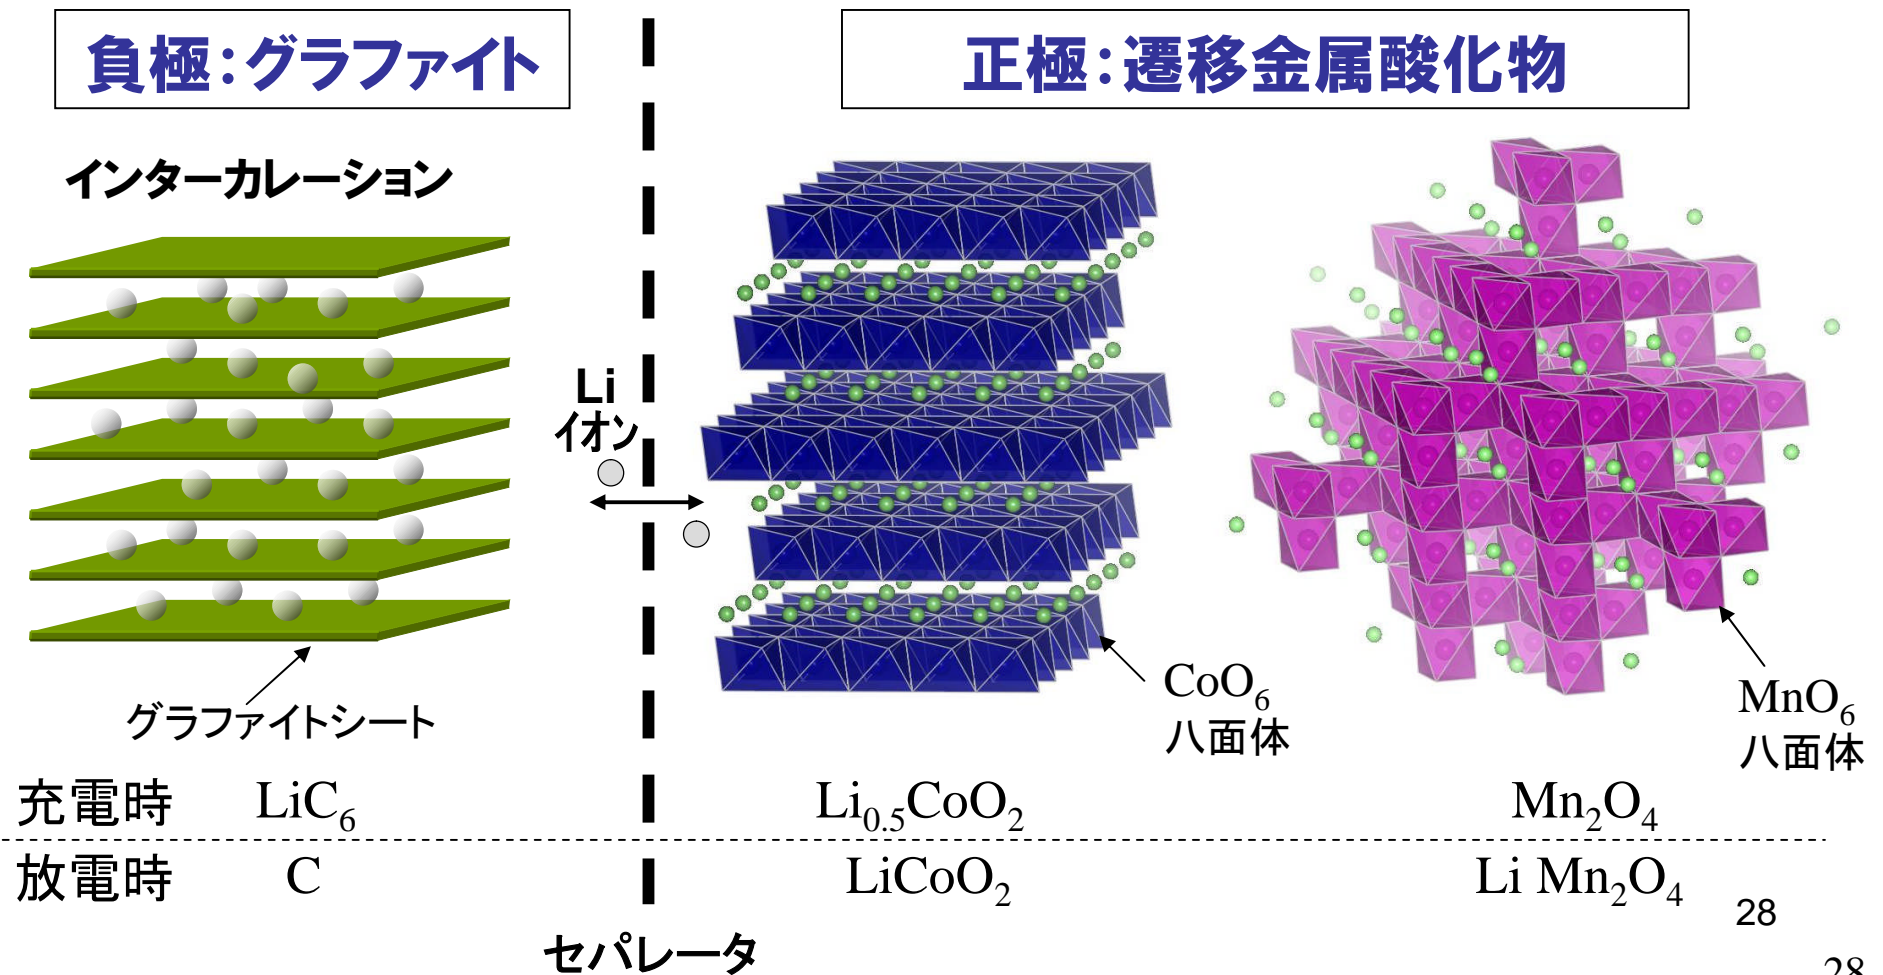 負極：グラファイト
正極：遷移金属酸化物
インターカレーション
Li
イオン
グラファイトシート
CoO₆
八面体
MnO₆
八面体
充電時 LiC₆ Li₀.₅CoO₂ Mn₂O₄
放電時 C LiCoO₂ Li Mn₂O₄
28
セパレータ
28